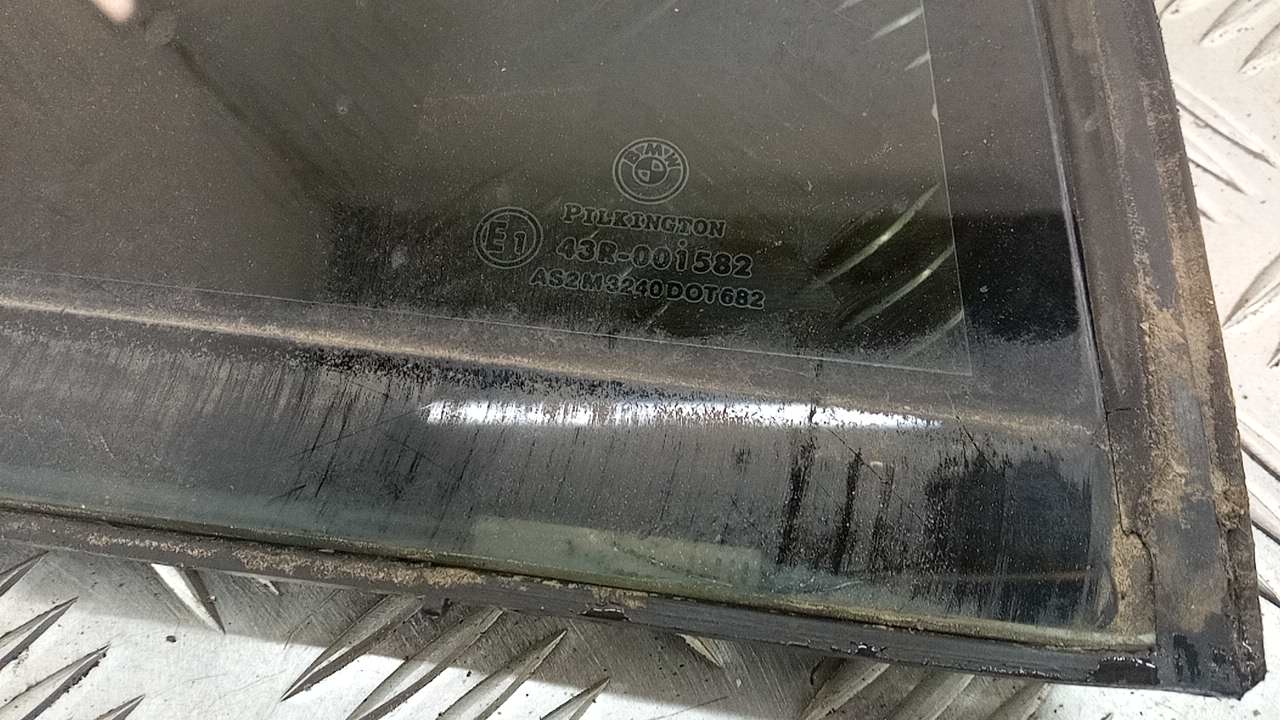 BMW
PILKINGTON
E1
43R-001582
AS2M3240DOT682